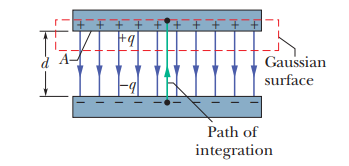 + + + + + + + + + +
+q
d
A
Gaussian
surface
−q
− − − − − − − − − −
Path of
integration